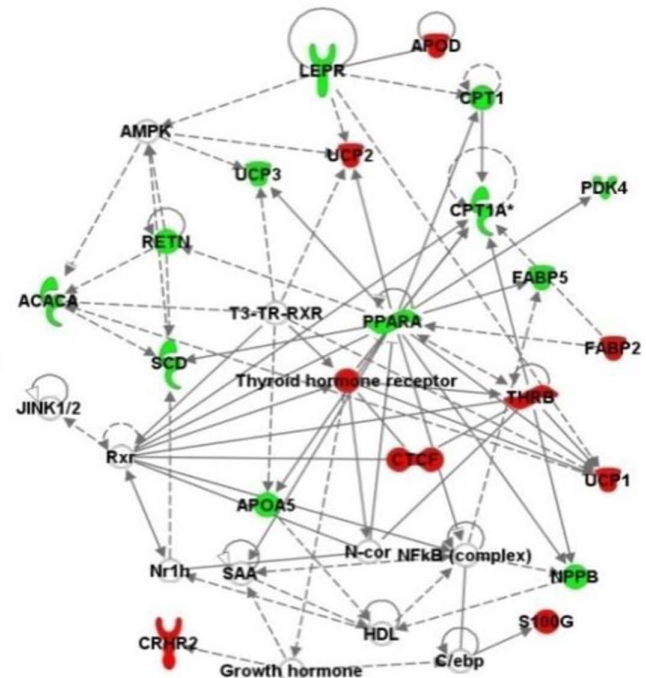 APOD
LEPR
CPT1
AMPK
UCP2
UCP3
PDK4
CPT1A*
RETN
FABP5
ACACA
T3-TR-RXR
PPARA
FABP2
SCD
Thyroid hormone receptor
THRB
JINK1/2
Rxr
CTCF
UCP1
APOA5
N-cor
NFkB (complex)
Nr1h
SAA
NPPB
S100G
HDL
CRHR2
C/ebp
Growth hormone